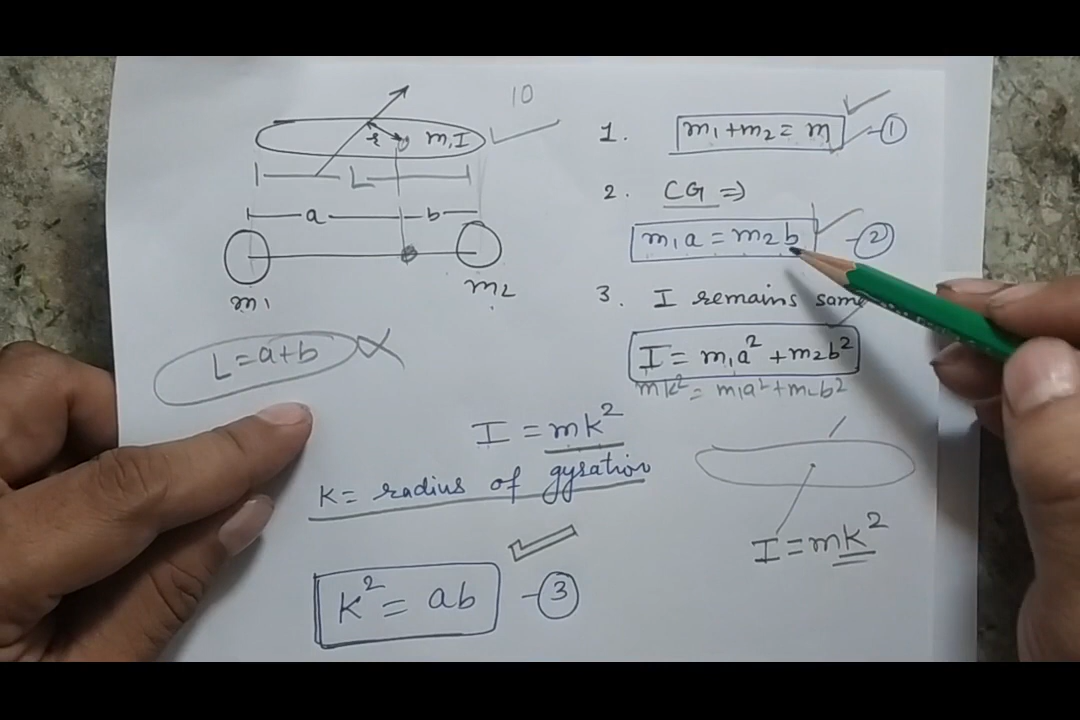 10
r
m, I
L
a
b
m1
m2
L=a+b
1. m1+m2= m -①
2. CG ⇒
m1a = m2b -②
3. I remains same
I = m1a² + m2b²
mk² = m1a²+m2b²
I = mk²
K= radius of gyration
I=mk²
K² = ab -③